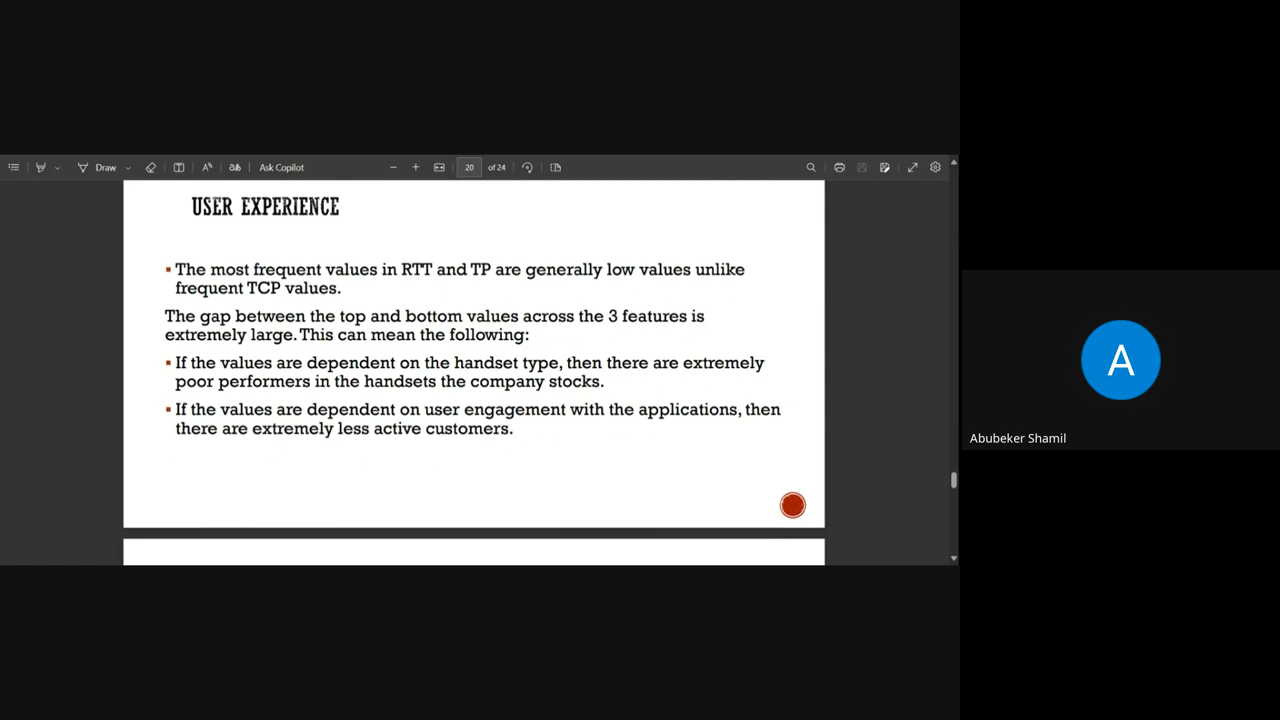 Draw
Ask Copilot
20 of 24
USER EXPERIENCE
▪ The most frequent values in RTT and TP are generally low values unlike
frequent TCP values.
The gap between the top and bottom values across the 3 features is
extremely large. This can mean the following:
▪ If the values are dependent on the handset type, then there are extremely
poor performers in the handsets the company stocks.
▪ If the values are dependent on user engagement with the applications, then
there are extremely less active customers.
A
Abubeker Shamil